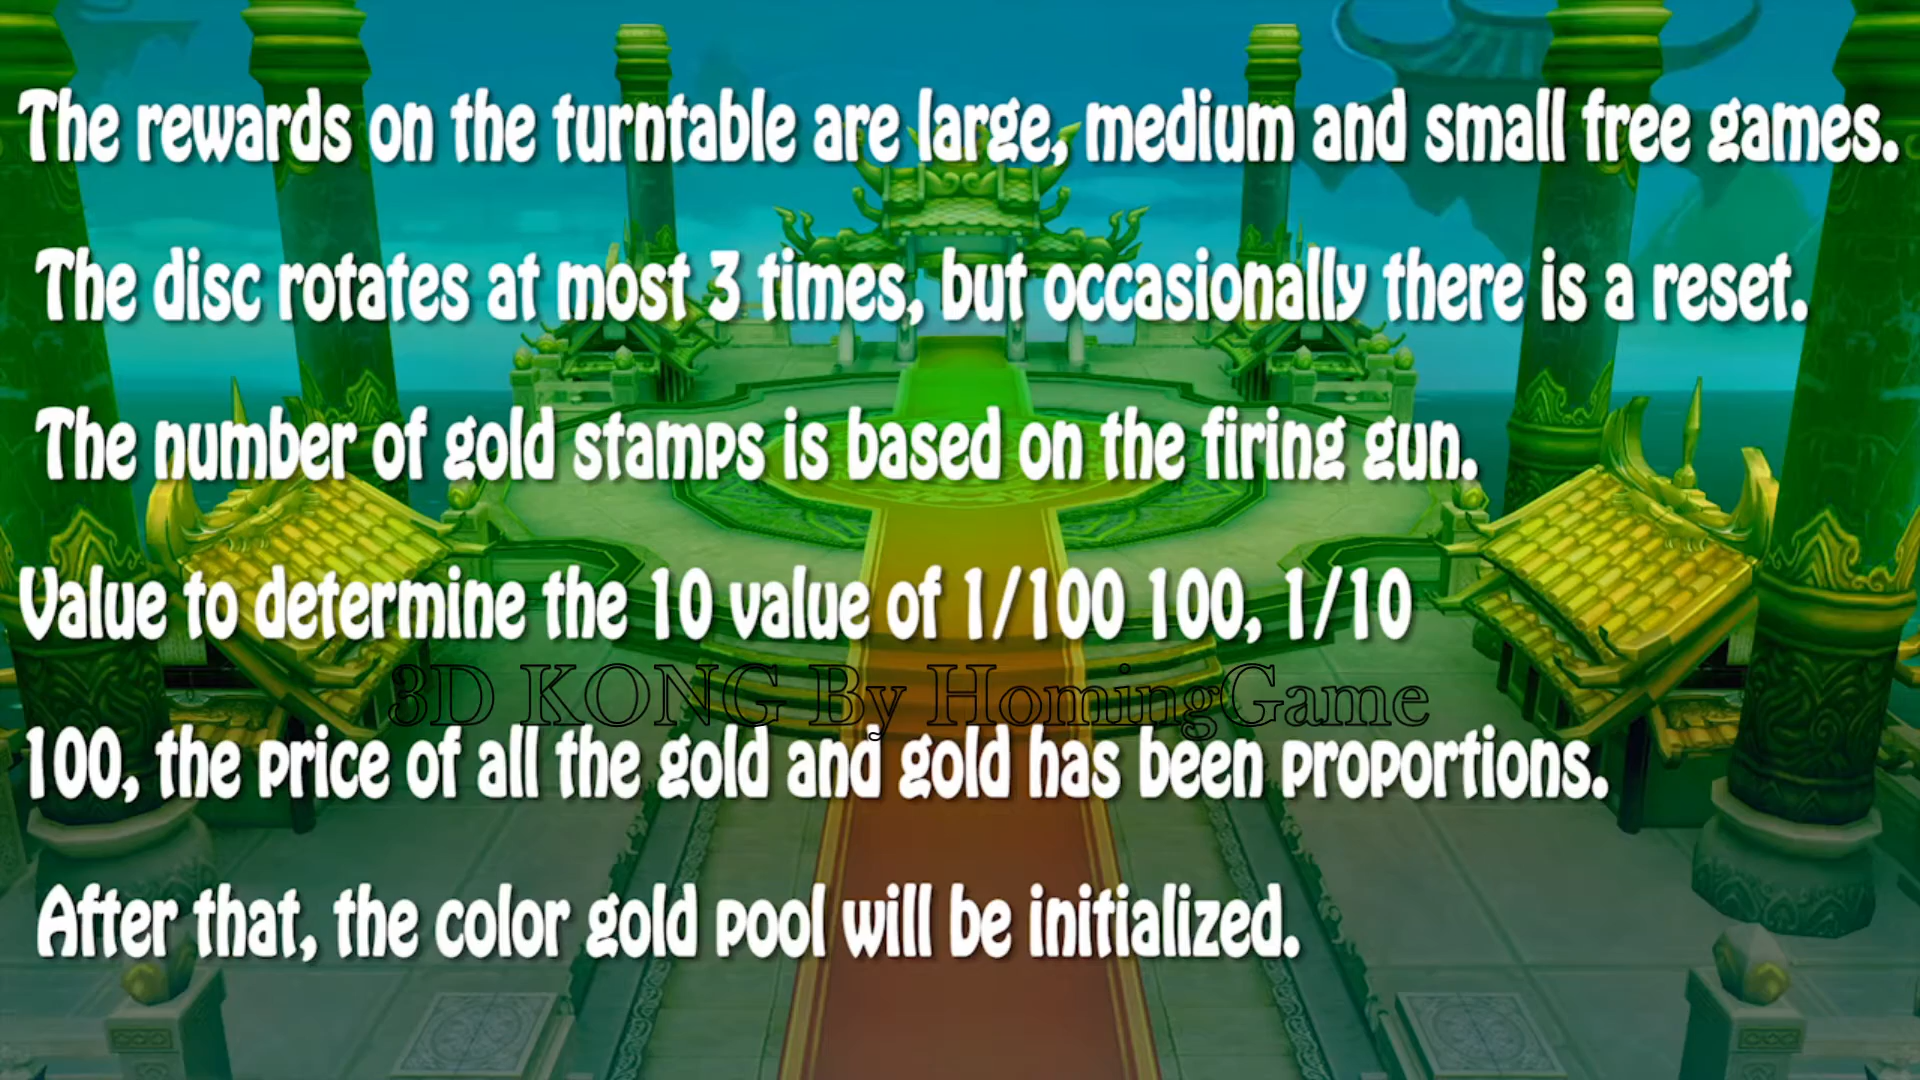 The rewards on the turntable are large, medium and small free games.
The disc rotates at most 3 times, but occasionally there is a reset.
The number of gold stamps is based on the firing gun.
Value to determine the 10 value of 1/100 100, 1/10
3D KONG By HomingGame
100, the price of all the gold and gold has been proportions.
After that, the color gold pool will be initialized.